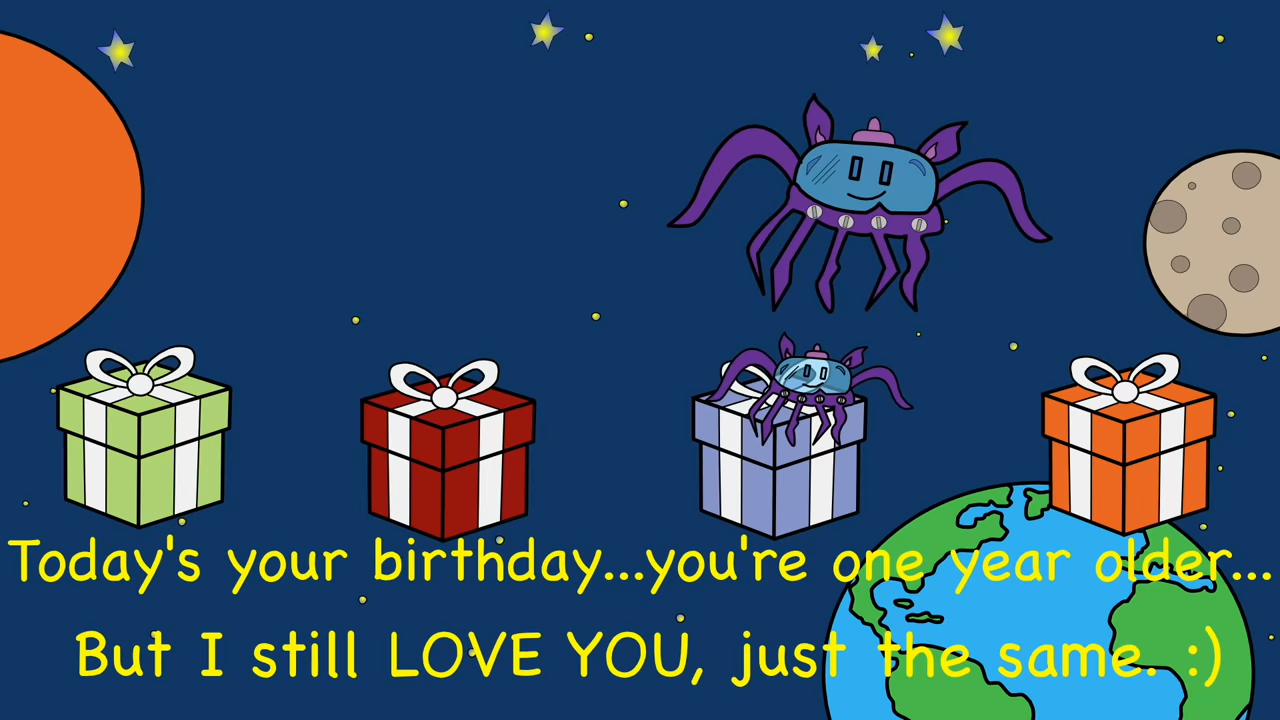 Today's your birthday...you're one year older...
But I still LOVE YOU, just the same. :)